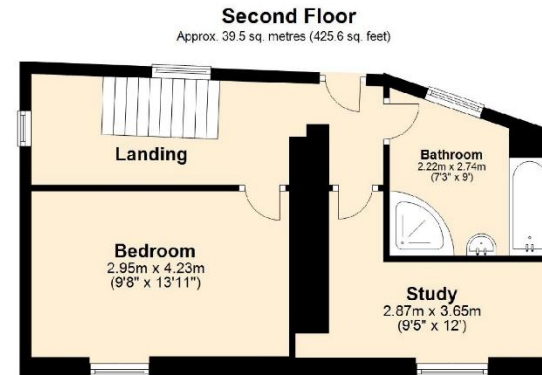 Second Floor
Approx. 39.5 sq. metres (425.6 sq. feet)
Landing
Bathroom
2.22m x 2.74m
(7'3" x 9')
Bedroom
2.95m x 4.23m
(9'8" x 13'11")
Study
2.87m x 3.65m
(9'5" x 12')